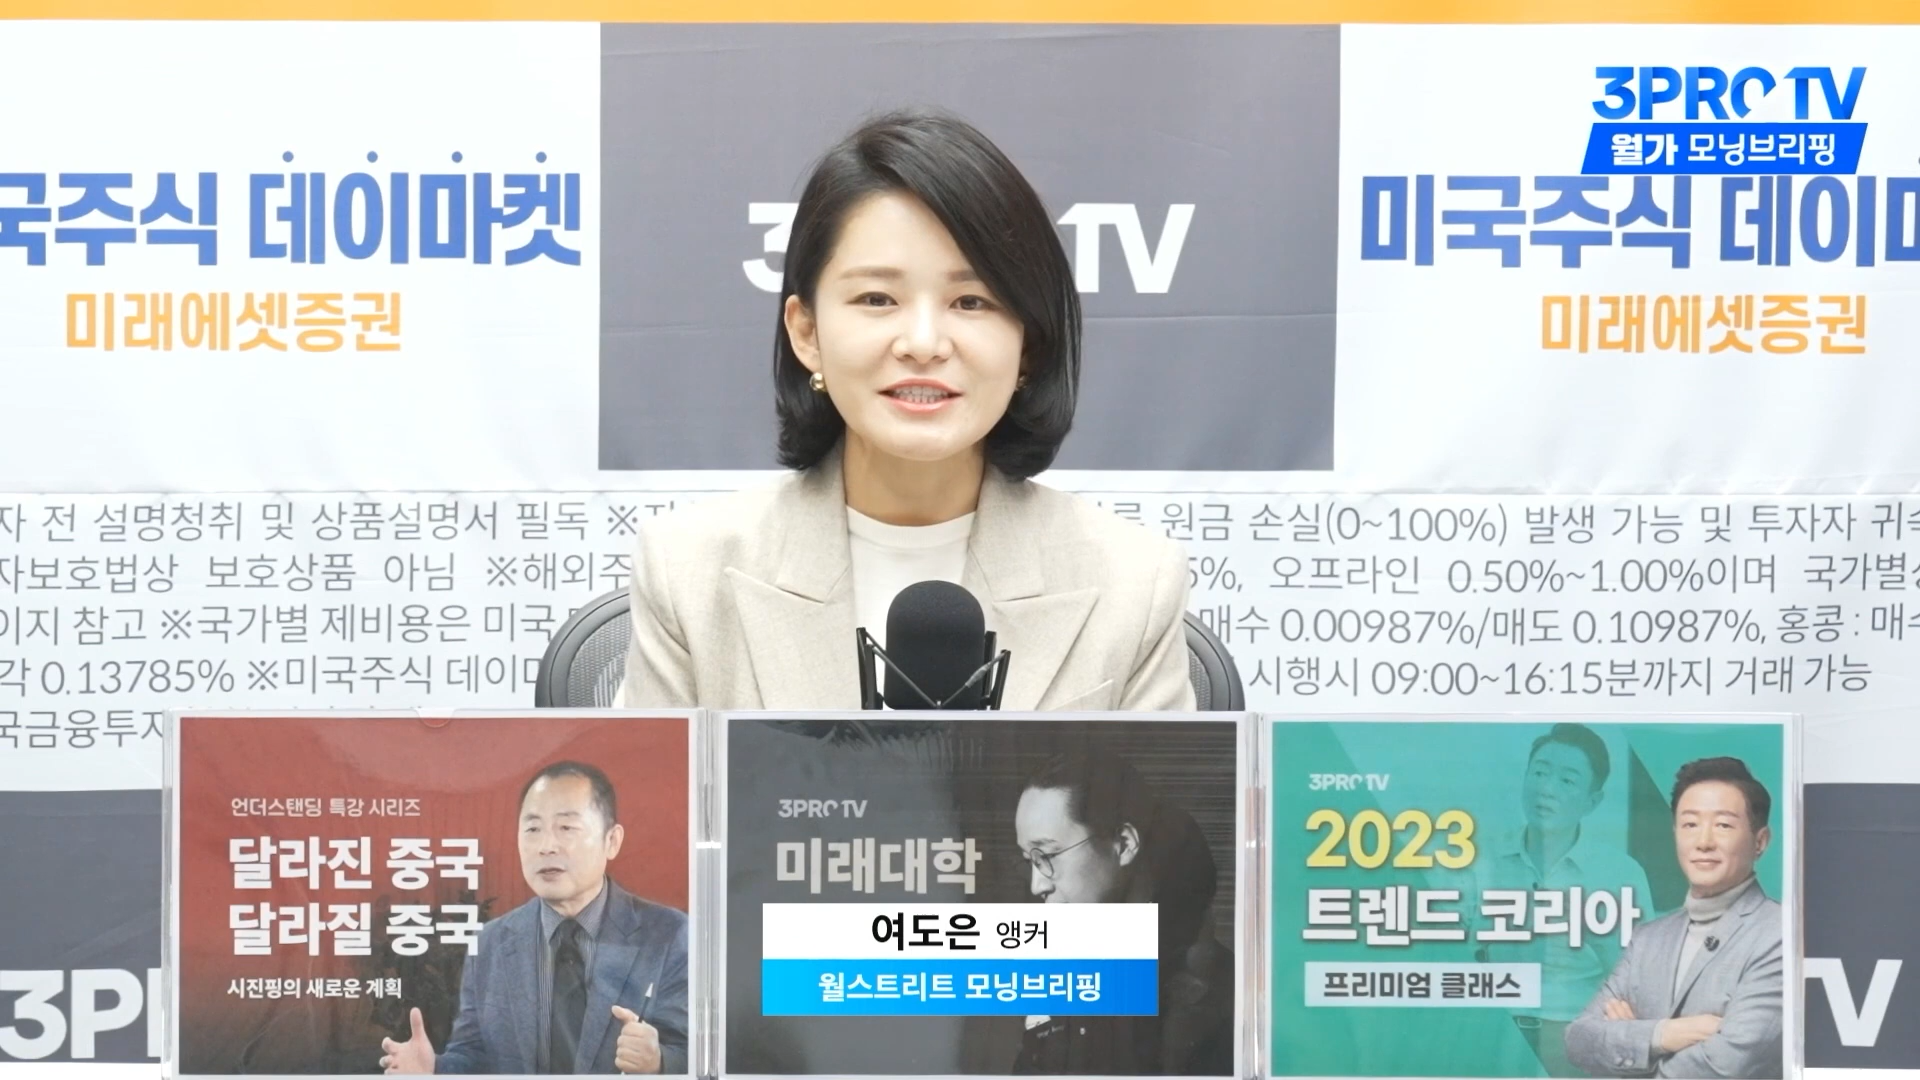 3PROTV
월가 모닝브리핑
국주식 데이마켓
미래에셋증권
3 TV
미국주식 데이
미래에셋증권
자 전 설명청취 및 상품설명서 필독 ※
원금 손실(0~100%) 발생 가능 및 투자자 귀속
자보호법상 보호상품 아님 ※해외주
5%, 오프라인 0.50%~1.00%이며 국가별
이지 참고 ※국가별 제비용은 미국
매수 0.00987%/매도 0.10987%, 홍콩 : 매수
각 0.13785% ※미국주식 데이
시행시 09:00~16:15분까지 거래 가능
국금융투자
언더스탠딩 특강 시리즈
달라진 중국
달라질 중국
시진핑의 새로운 계획
3PROTV
미래대학
여도은 앵커
월스트리트 모닝브리핑
3PROTV
2023
트렌드 코리아
프리미엄 클래스
3P
TV